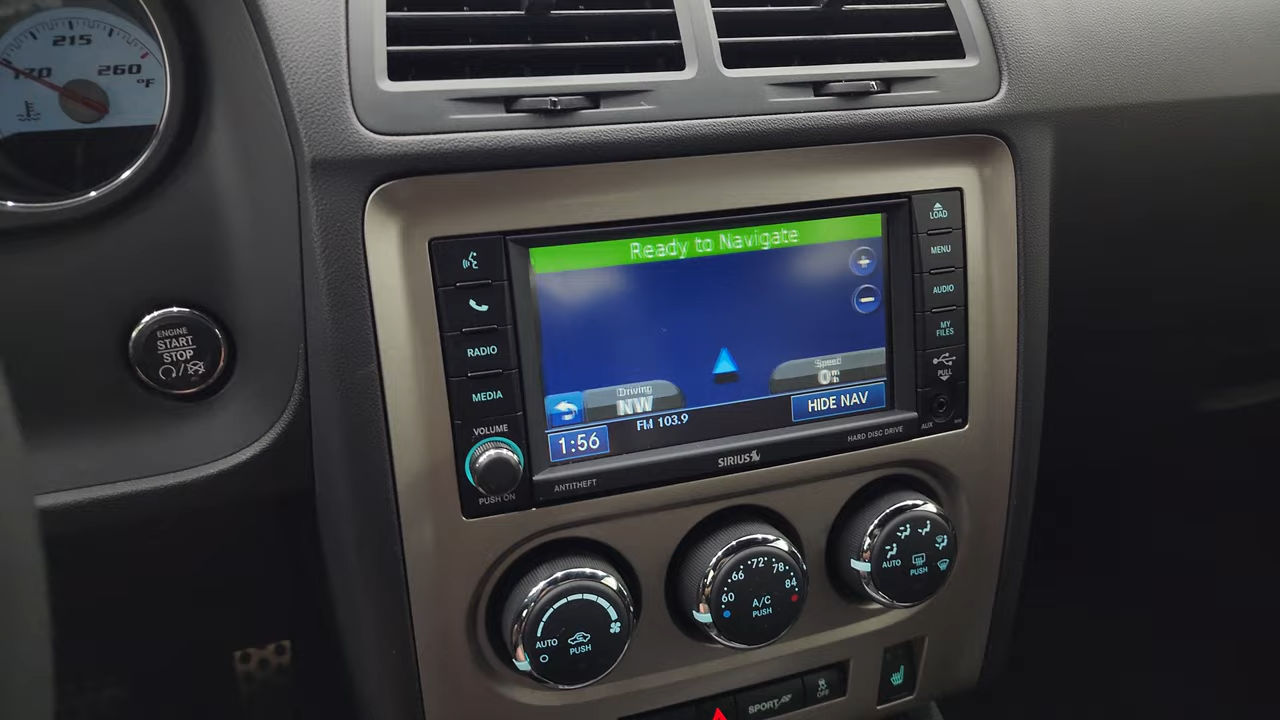 215
170
260
°F
ENGINE
START
STOP
Ready to Navigate
LOAD
MENU
AUDIO
MY
FILES
PULL
AUX
RADIO
MEDIA
VOLUME
PUSH ON
Driving
NW
Speed
FM 103.9
HIDE NAV
1:56
HARD DISC DRIVE
SIRIUS
ANTITHEFT
AUTO
PUSH
60
66
72
78
84
A/C
PUSH
AUTO
PUSH
SPORT
OFF